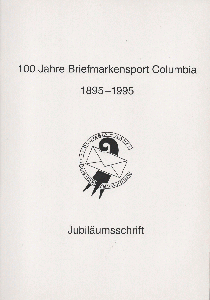 100 Jahre Briefmarkensport Columbia
1895–1995
Jubiläumsschrift